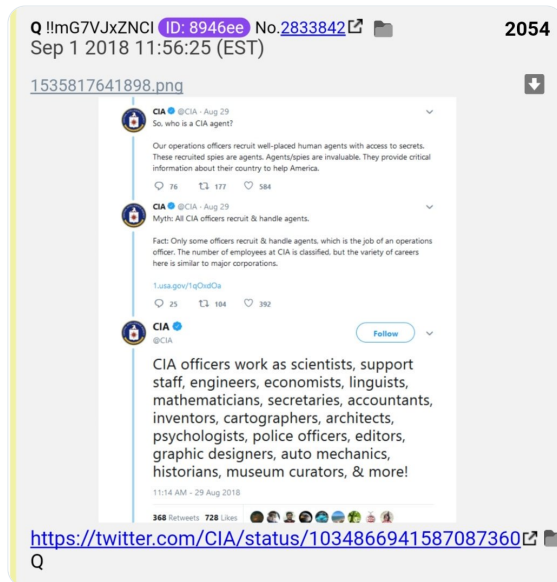 Q !!mG7VJxZNCI ID: 8946ee No.2833842 2054
Sep 1 2018 11:56:25 (EST)
1535817641898.png
CIA @CIA · Aug 29
So, who is a CIA agent?
Our operations officers recruit well-placed human agents with access to secrets.
These recruited spies are agents. Agents/spies are invaluable. They provide critical
information about their country to help America.
76 177 584
CIA @CIA · Aug 29
Myth: All CIA officers recruit & handle agents.
Fact: Only some officers recruit & handle agents, which is the job of an operations
officer. The number of employees at CIA is classified, but the variety of careers
here is similar to major corporations.
1.usa.gov/1qOxdOa
25 104 392
CIA
@CIA
Follow
CIA officers work as scientists, support
staff, engineers, economists, linguists,
mathematicians, secretaries, accountants,
inventors, cartographers, architects,
psychologists, police officers, editors,
graphic designers, auto mechanics,
historians, museum curators, & more!
11:14 AM - 29 Aug 2018
368 Retweets 728 Likes
https://twitter.com/CIA/status/1034866941587087360
Q